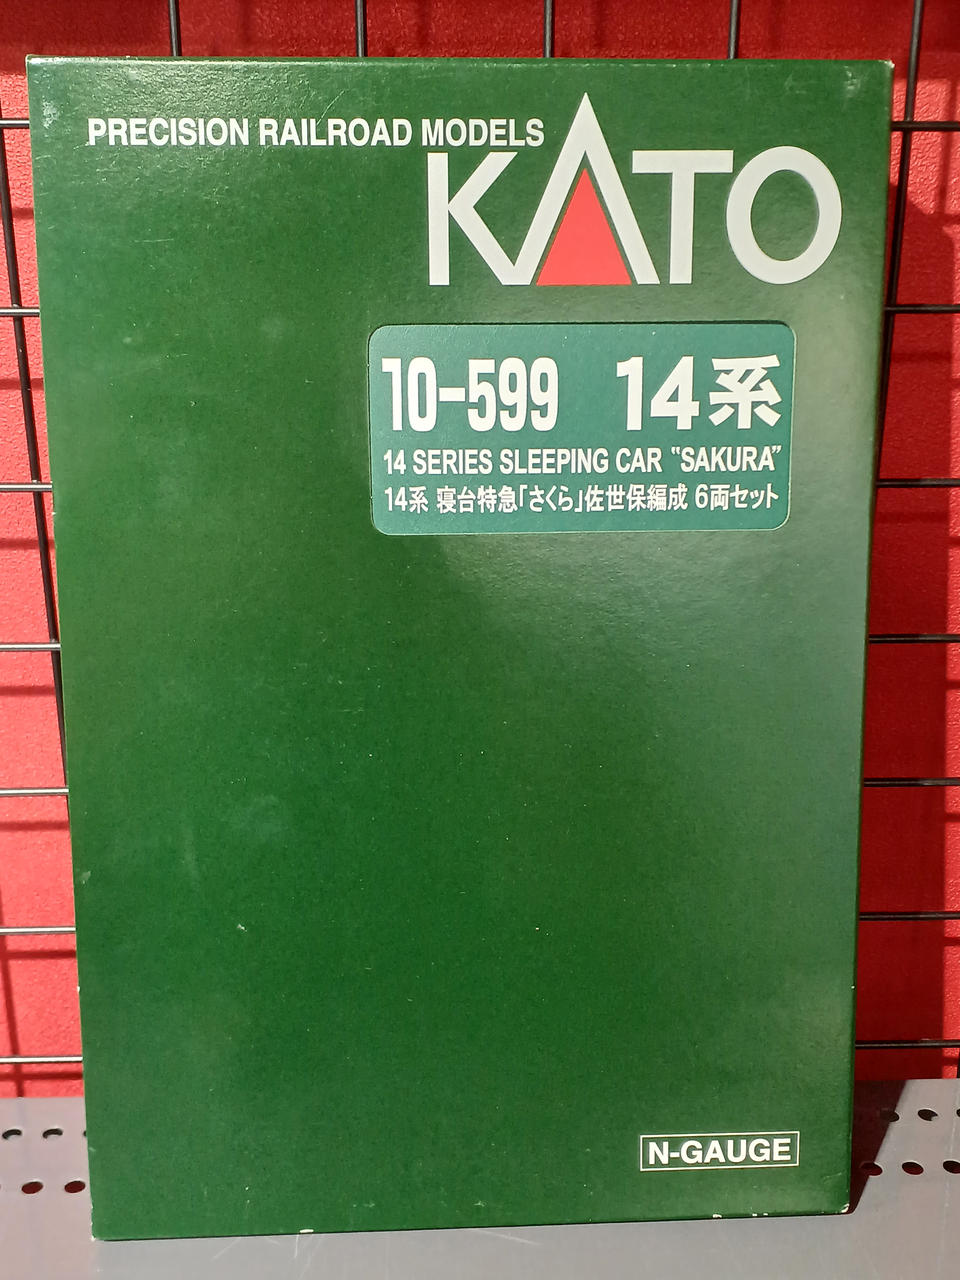 PRECISION RAILROAD MODELS
KATO
10-599 14系
14 SERIES SLEEPING CAR "SAKURA"
14系 寝台特急「さくら」佐世保編成 6両セット
N-GAUGE